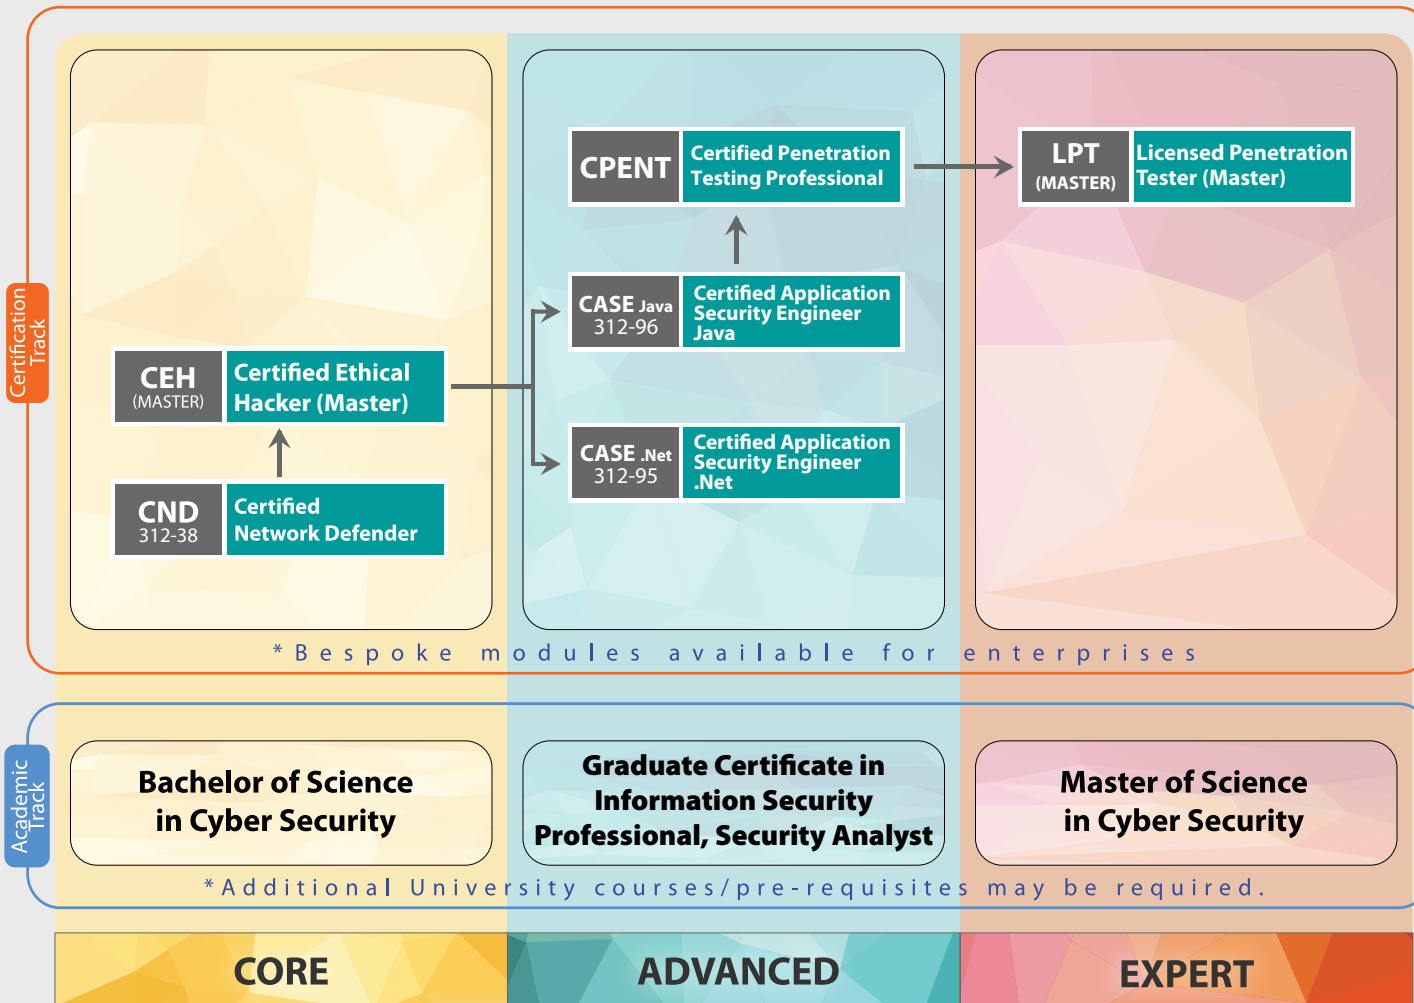 CPENT
Certified Penetration
Testing Professional
LPT
(MASTER)
Licensed Penetration
Tester (Master)
Certification
Track
CASE Java
312-96
Certified Application
Security Engineer
Java
CEH
(MASTER)
Certified Ethical
Hacker (Master)
CASE .Net
312-95
Certified Application
Security Engineer
.Net
CND
312-38
Certified
Network Defender
*Bespoke modules available for enterprises
Academic
Track
Bachelor of Science
in Cyber Security
Graduate Certificate in
Information Security
Professional, Security Analyst
Master of Science
in Cyber Security
*Additional University courses/pre-requisites may be required.
CORE
ADVANCED
EXPERT